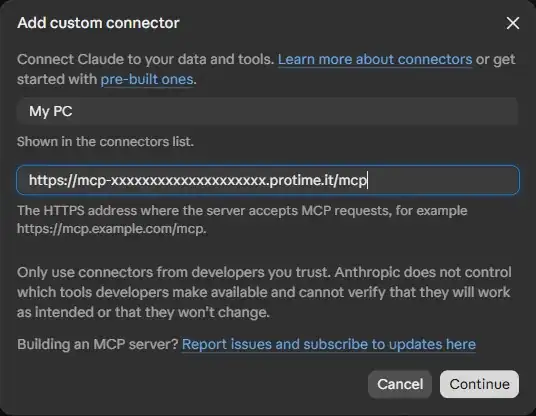 Add custom connector
Connect Claude to your data and tools. Learn more about connectors or get
started with pre-built ones.
My PC
Shown in the connectors list.
https://mcp-xxxxxxxxxxxxxxxxxxxx.protime.it/mcp
The HTTPS address where the server accepts MCP requests, for example
https://mcp.example.com/mcp.
Only use connectors from developers you trust. Anthropic does not control
which tools developers make available and cannot verify that they will work
as intended or that they won't change.
Building an MCP server? Report issues and subscribe to updates here
Cancel
Continue